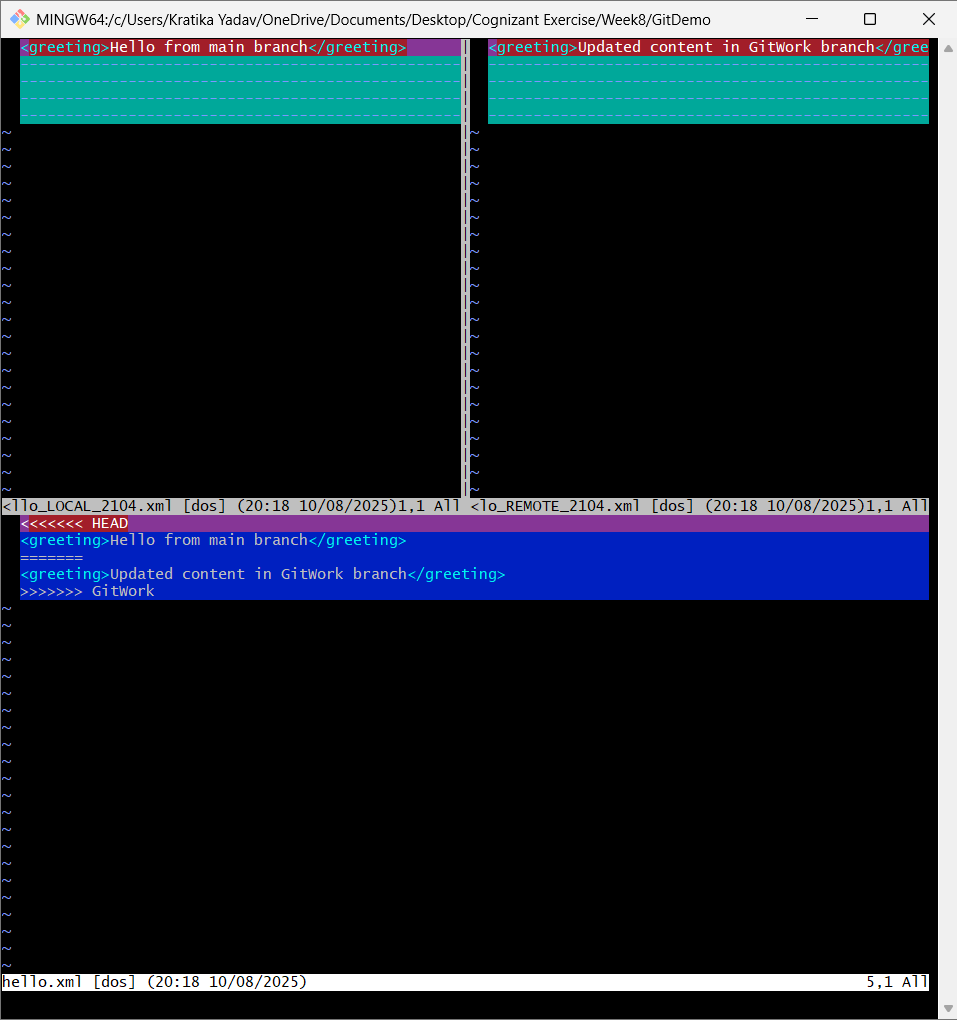 MINGW64:/c/Users/Kratika Yadav/OneDrive/Documents/Desktop/Cognizant Exercise/Week8/GitDemo
<greeting>Hello from main branch</greeting>
<greeting>Updated content in GitWork branch</gree
<llo_LOCAL_2104.xml [dos] (20:18 10/08/2025)1,1 All
<lo_REMOTE_2104.xml [dos] (20:18 10/08/2025)1,1 All
<<<<<<< HEAD
<greeting>Hello from main branch</greeting>
=======
<greeting>Updated content in GitWork branch</greeting>
>>>>>>> GitWork
hello.xml [dos] (20:18 10/08/2025) 5,1 All